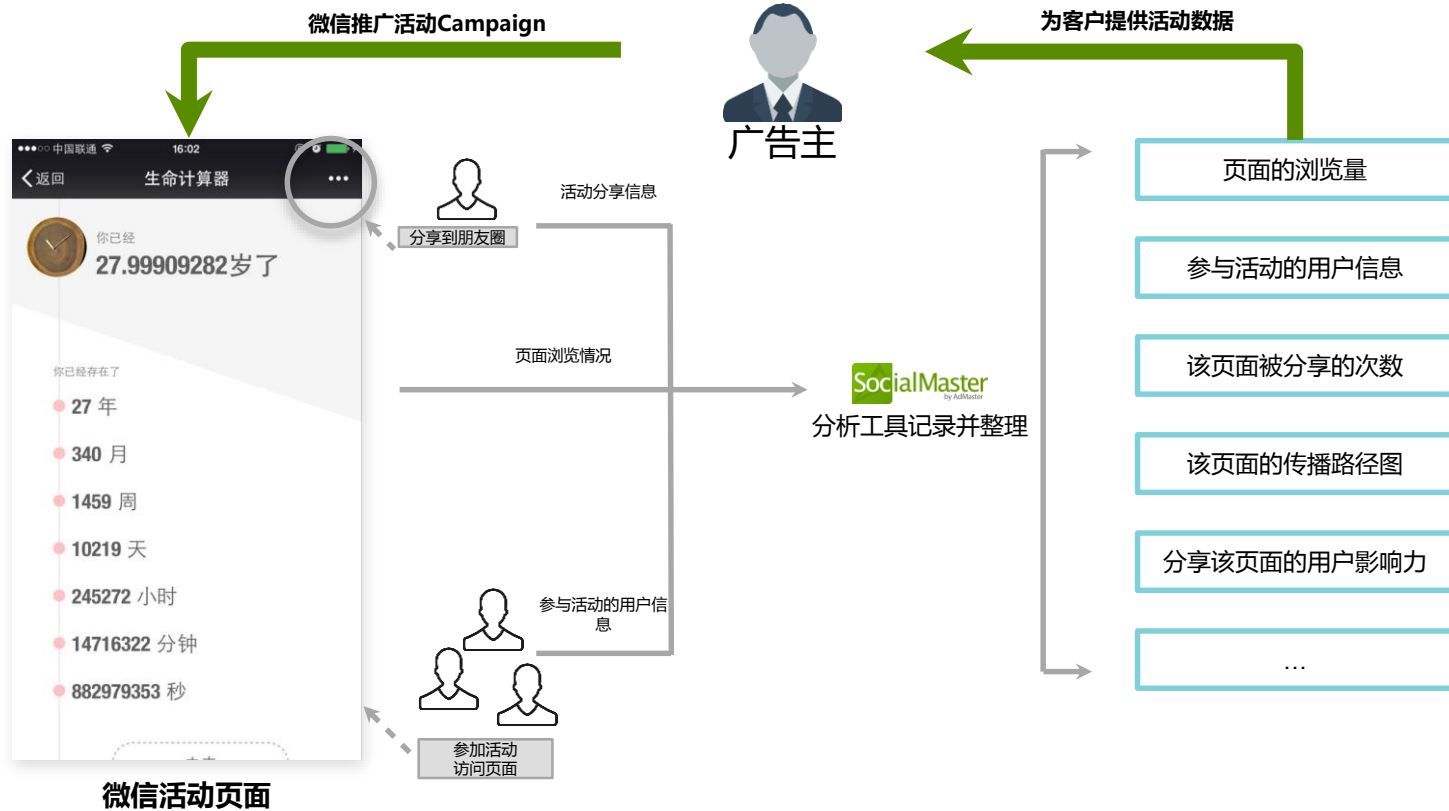 微信推广活动Campaign
为客户提供活动数据
广告主
中国联通
16:02
返回
生命计算器
你已经
27.99909282岁了
你已经存在了
27 年
340 月
1459 周
10219 天
245272 小时
14716322 分钟
882979353 秒
微信活动页面
活动分享信息
分享到朋友圈
页面浏览情况
参与活动的用户信
息
参加活动
访问页面
SocialMaster
by AdMaster
分析工具记录并整理
页面的浏览量
参与活动的用户信息
该页面被分享的次数
该页面的传播路径图
分享该页面的用户影响力
…